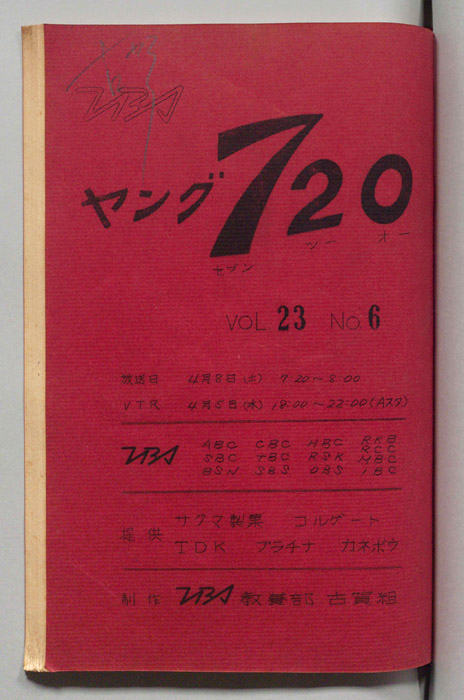 TBS
ヤング720
セブン ツー オー
VOL. 23 No. 6
放送日 4月8日(土) 7:20〜8:00
VTR 4月5日(水) 18:00〜22:00(Aスタ)
TBS ABC CBC HBC RKB
SBC TBC RSK RCC
MBC
BSN SBS OBS IBC
提供 サクマ製菓 コルゲート
TDK プラチナ カネボウ
制作 TBS 教養部 古賀組